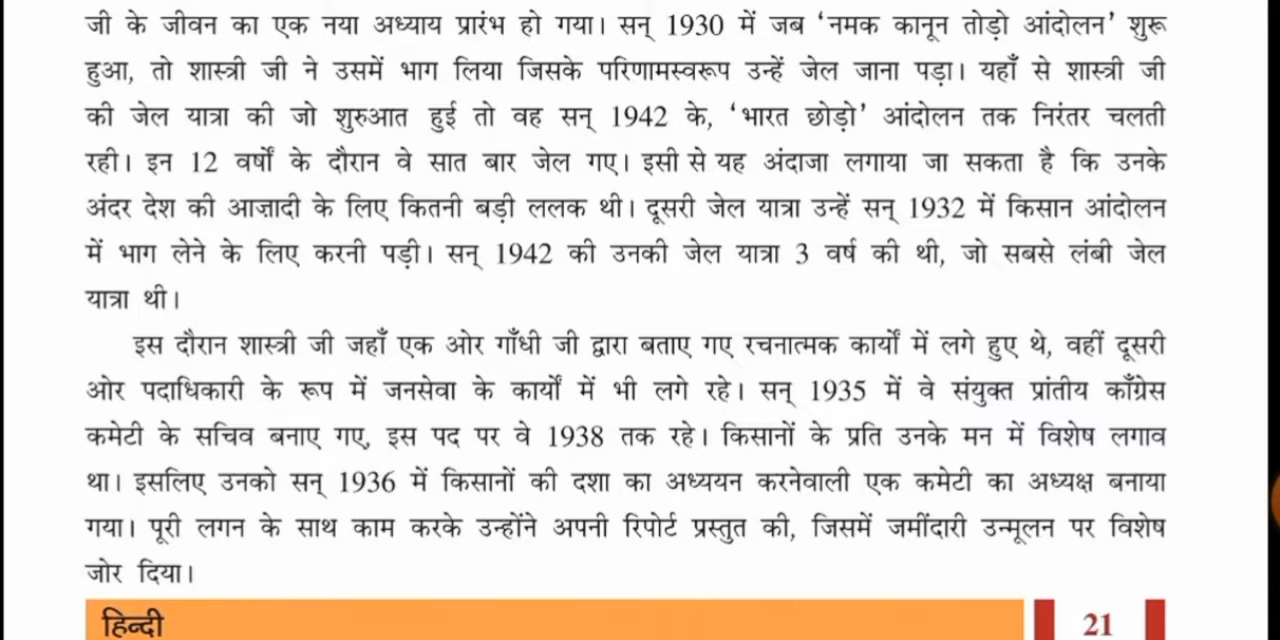 जी के जीवन का एक नया अध्याय प्रारंभ हो गया। सन् 1930 में जब ‘नमक कानून तोड़ो आंदोलन’ शुरू
हुआ, तो शास्त्री जी ने उसमें भाग लिया जिसके परिणामस्वरूप उन्हें जेल जाना पड़ा। यहाँ से शास्त्री जी
की जेल यात्रा की जो शुरुआत हुई तो वह सन् 1942 के, ‘भारत छोड़ो’ आंदोलन तक निरंतर चलती
रही। इन 12 वर्षों के दौरान वे सात बार जेल गए। इसी से यह अंदाजा लगाया जा सकता है कि उनके
अंदर देश की आज़ादी के लिए कितनी बड़ी ललक थी। दूसरी जेल यात्रा उन्हें सन् 1932 में किसान आंदोलन
में भाग लेने के लिए करनी पड़ी। सन् 1942 की उनकी जेल यात्रा 3 वर्ष की थी, जो सबसे लंबी जेल
यात्रा थी।
इस दौरान शास्त्री जी जहाँ एक ओर गाँधी जी द्वारा बताए गए रचनात्मक कार्यों में लगे हुए थे, वहीं दूसरी
ओर पदाधिकारी के रूप में जनसेवा के कार्यों में भी लगे रहे। सन् 1935 में वे संयुक्त प्रांतीय काँग्रेस
कमेटी के सचिव बनाए गए, इस पद पर वे 1938 तक रहे। किसानों के प्रति उनके मन में विशेष लगाव
था। इसलिए उनको सन् 1936 में किसानों की दशा का अध्ययन करनेवाली एक कमेटी का अध्यक्ष बनाया
गया। पूरी लगन के साथ काम करके उन्होंने अपनी रिपोर्ट प्रस्तुत की, जिसमें जमींदारी उन्मूलन पर विशेष
जोर दिया।
हिन्दी 21